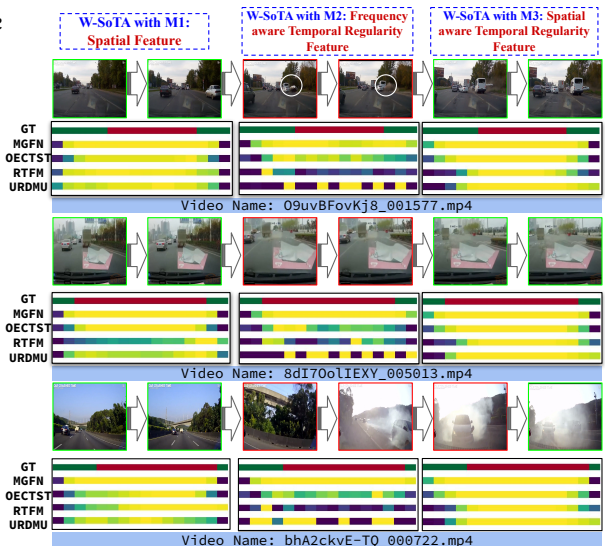 W-SoTA with M1:
Spatial Feature
W-SoTA with M2: Frequency
aware Temporal Regularity
Feature
W-SoTA with M3: Spatial
aware Temporal Regularity
Feature
GT
MGFN
OECTST
RTFM
URDMU
Video Name: O9uvBFovKj8_001577.mp4
GT
MGFN
OECTST
RTFM
URDMU
Video Name: 8dI7OolIEXY_005013.mp4
GT
MGFN
OECTST
RTFM
URDMU
Video Name: bhA2ckvE-TQ_000722.mp4